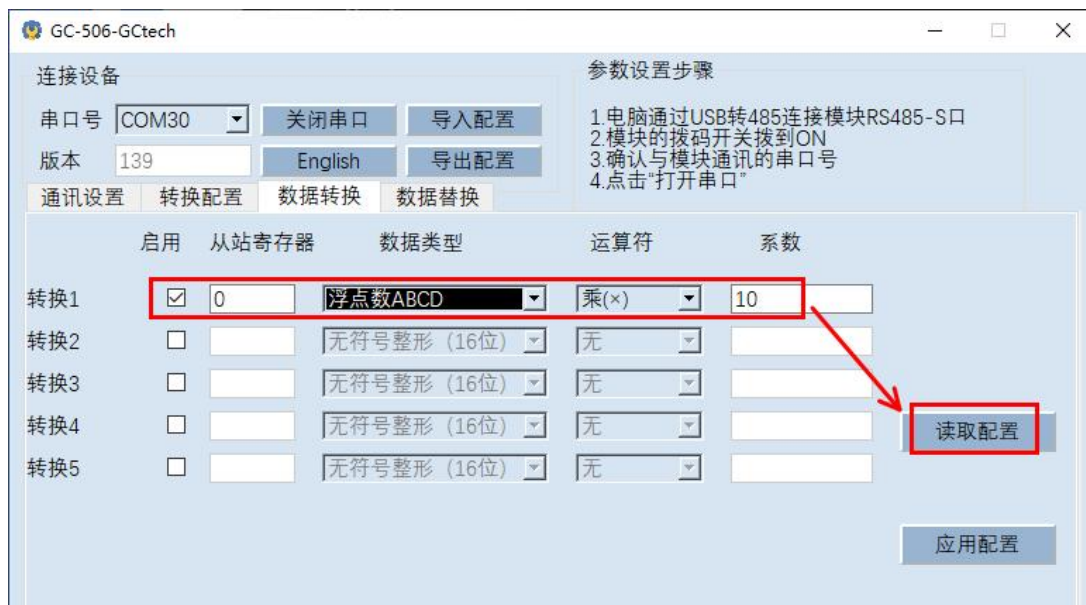 GC-506-GCtech
连接设备
串口号 COM30 关闭串口 导入配置
版本 139 English 导出配置
参数设置步骤
1.电脑通过USB转485连接模块RS485-S口
2.模块的拨码开关拨到ON
3.确认与模块通讯的串口号
4.点击“打开串口”
通讯设置 转换配置 数据转换 数据替换
启用 从站寄存器 数据类型 运算符 系数
转换1 0 浮点数ABCD 乘(×) 10
转换2 无符号整形（16位） 无
转换3 无符号整形（16位） 无
转换4 无符号整形（16位） 无
读取配置
转换5 无符号整形（16位） 无
应用配置